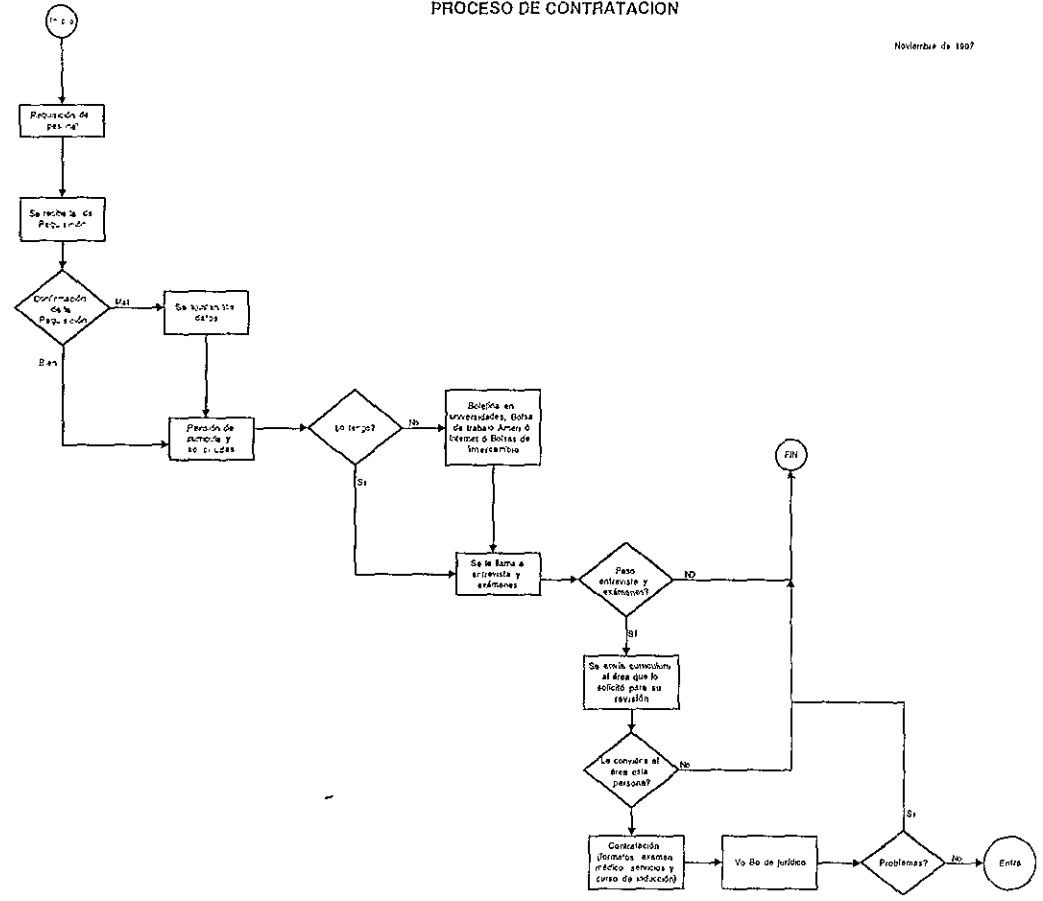 PROCESO DE CONTRATACION
Noviembre de 1997
Inicio
Requisición de
personal
Se recibe la de
Requisición
Confirmación
de la
Requisición
Mal
Bien
Se ajustan los
datos
Revisión de
curricula y
solicitudes
Lo tengo?
No
Si
Boletina en
universidades, Bolsa
de trabajo Ameri ó
Internet ó Bolsas de
Intercambio
Se le llama a
entrevista y
exámenes
Paso
entrevista y
exámenes?
NO
SI
FIN
Se envía curriculum
al área que lo
solicitó para su
revisión
Le conviene al
área esta
persona?
No
Contratación
(formatos examen
médico servicios y
curso de inducción)
Vo Bo de jurídico
Problemas?
Si
No
Entra